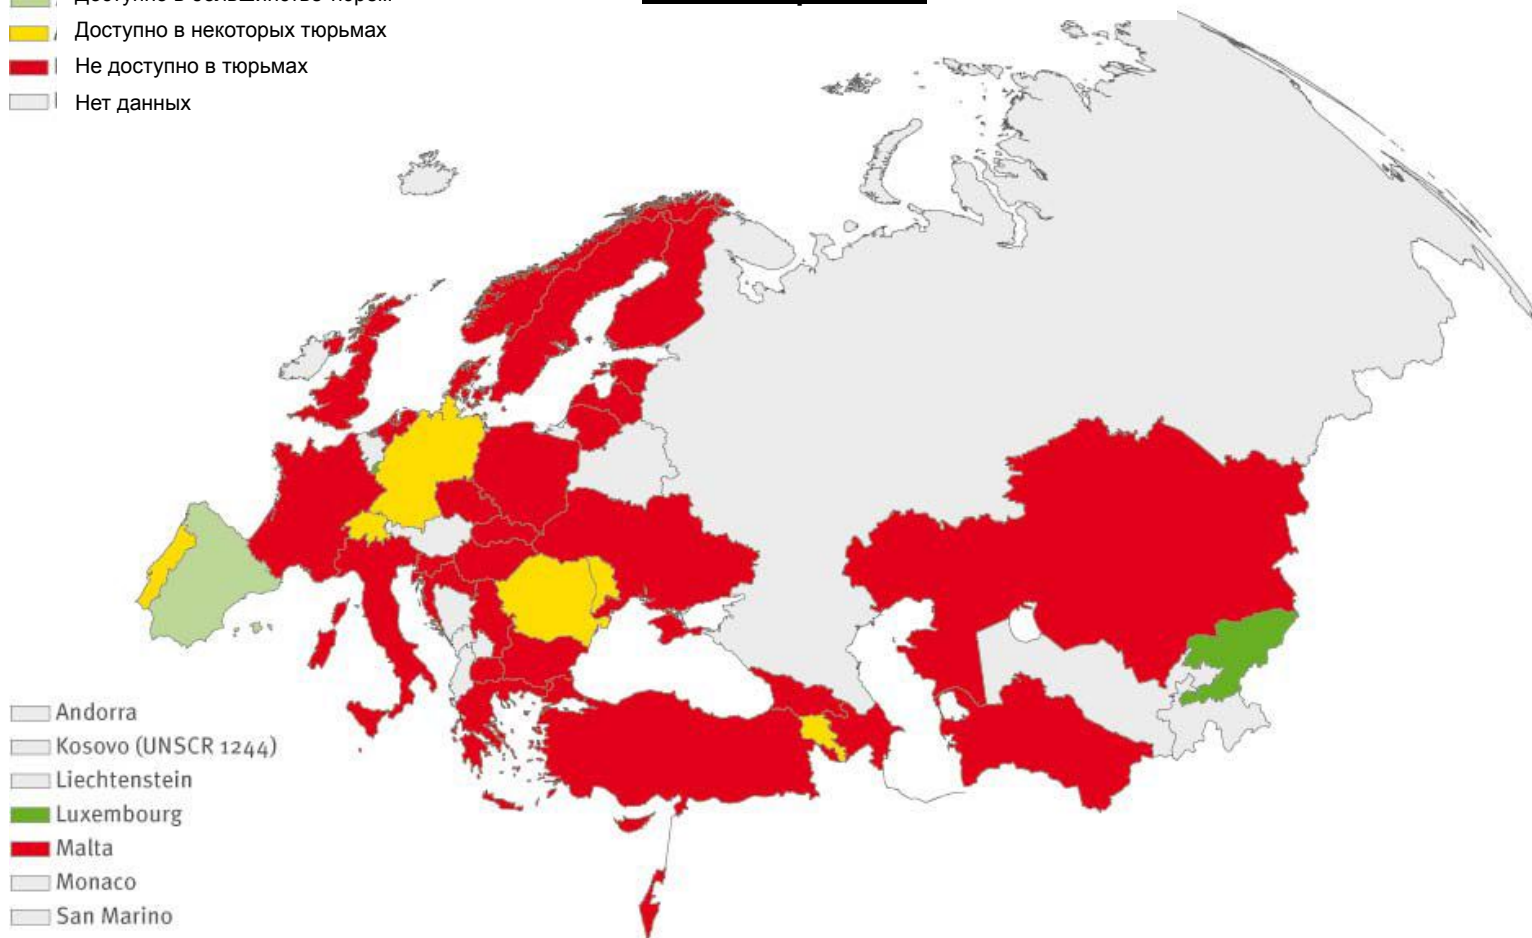 Доступно в некоторых тюрьмах
Не доступно в тюрьмах
Нет данных
Andorra
Kosovo (UNSCR 1244)
Liechtenstein
Luxembourg
Malta
Monaco
San Marino